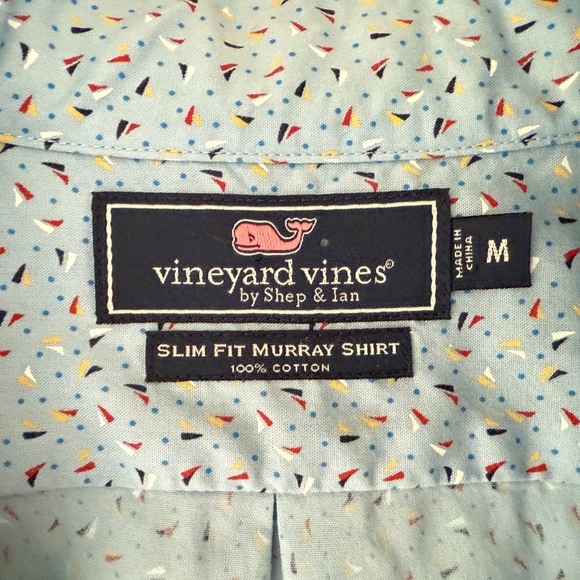 vineyard vines®
by Shep & Ian
MADE IN
CHINA
M
SLIM FIT MURRAY SHIRT
100% COTTON